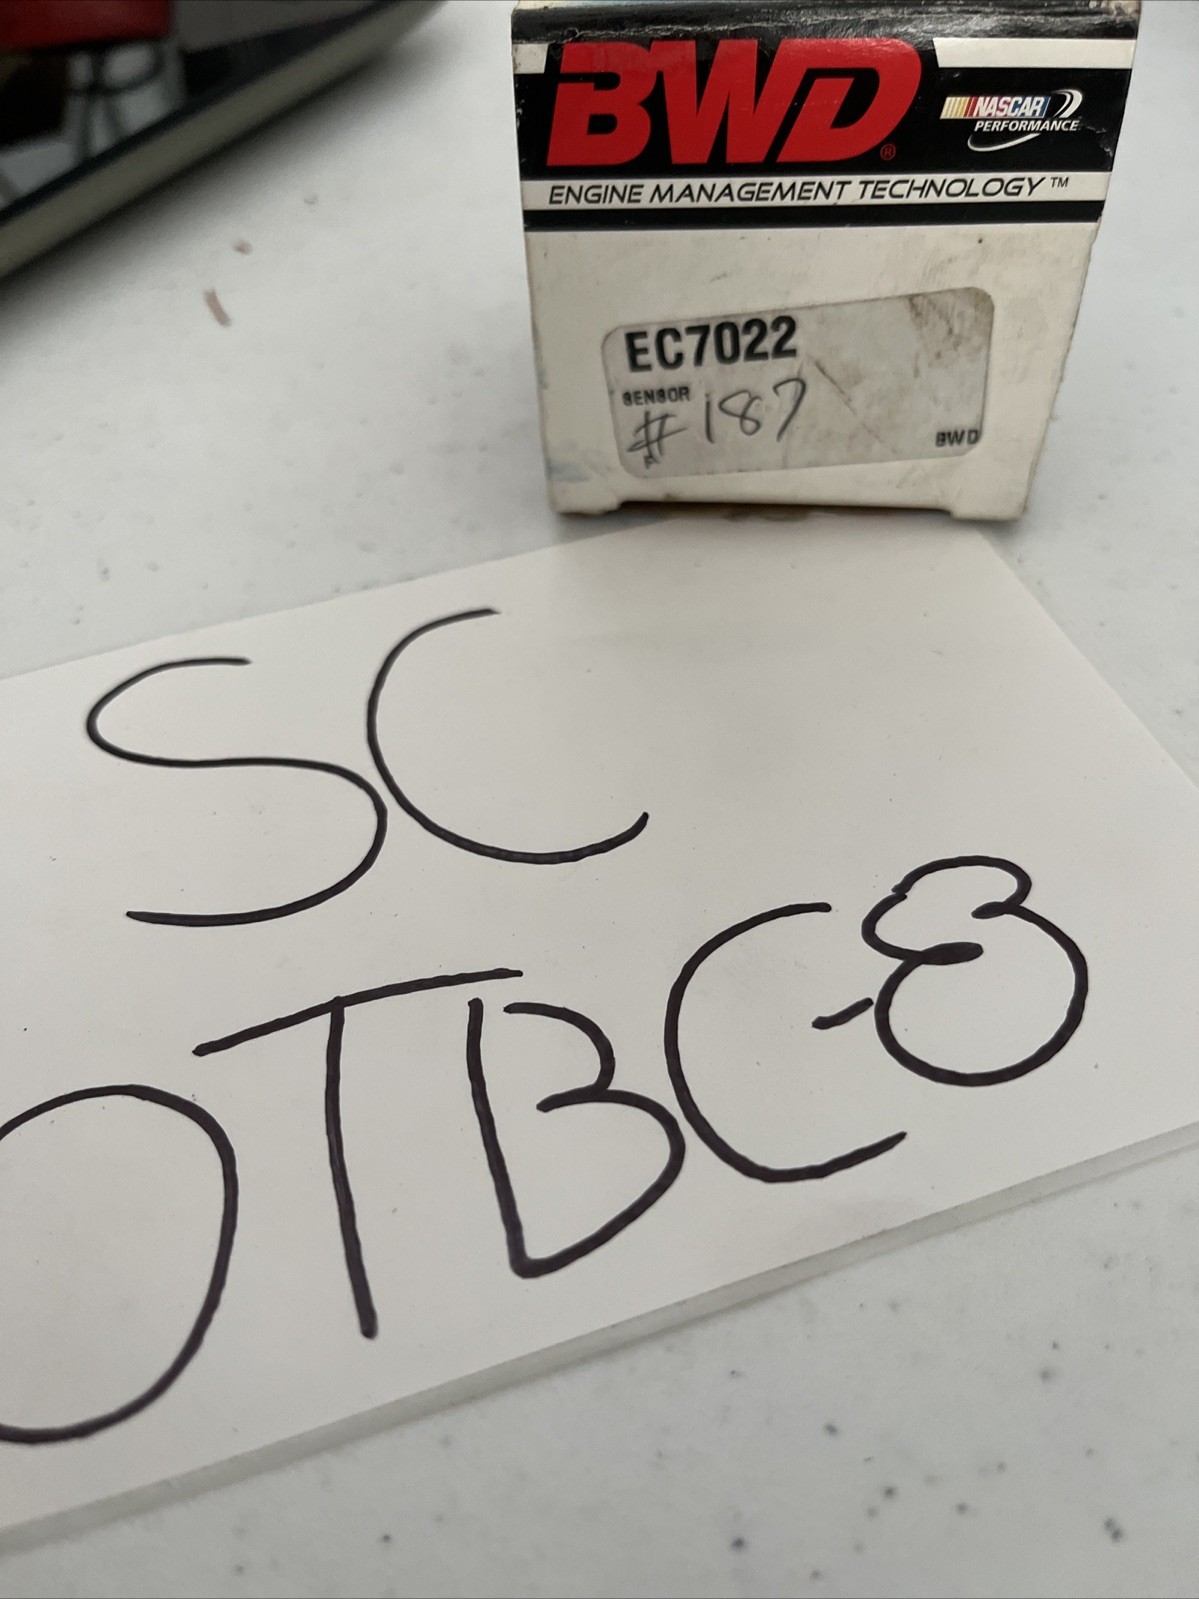 BWD®
NASCAR
PERFORMANCE
ENGINE MANAGEMENT TECHNOLOGY™
EC7022
SENSOR
#187
BWD
SC
OTBC-8